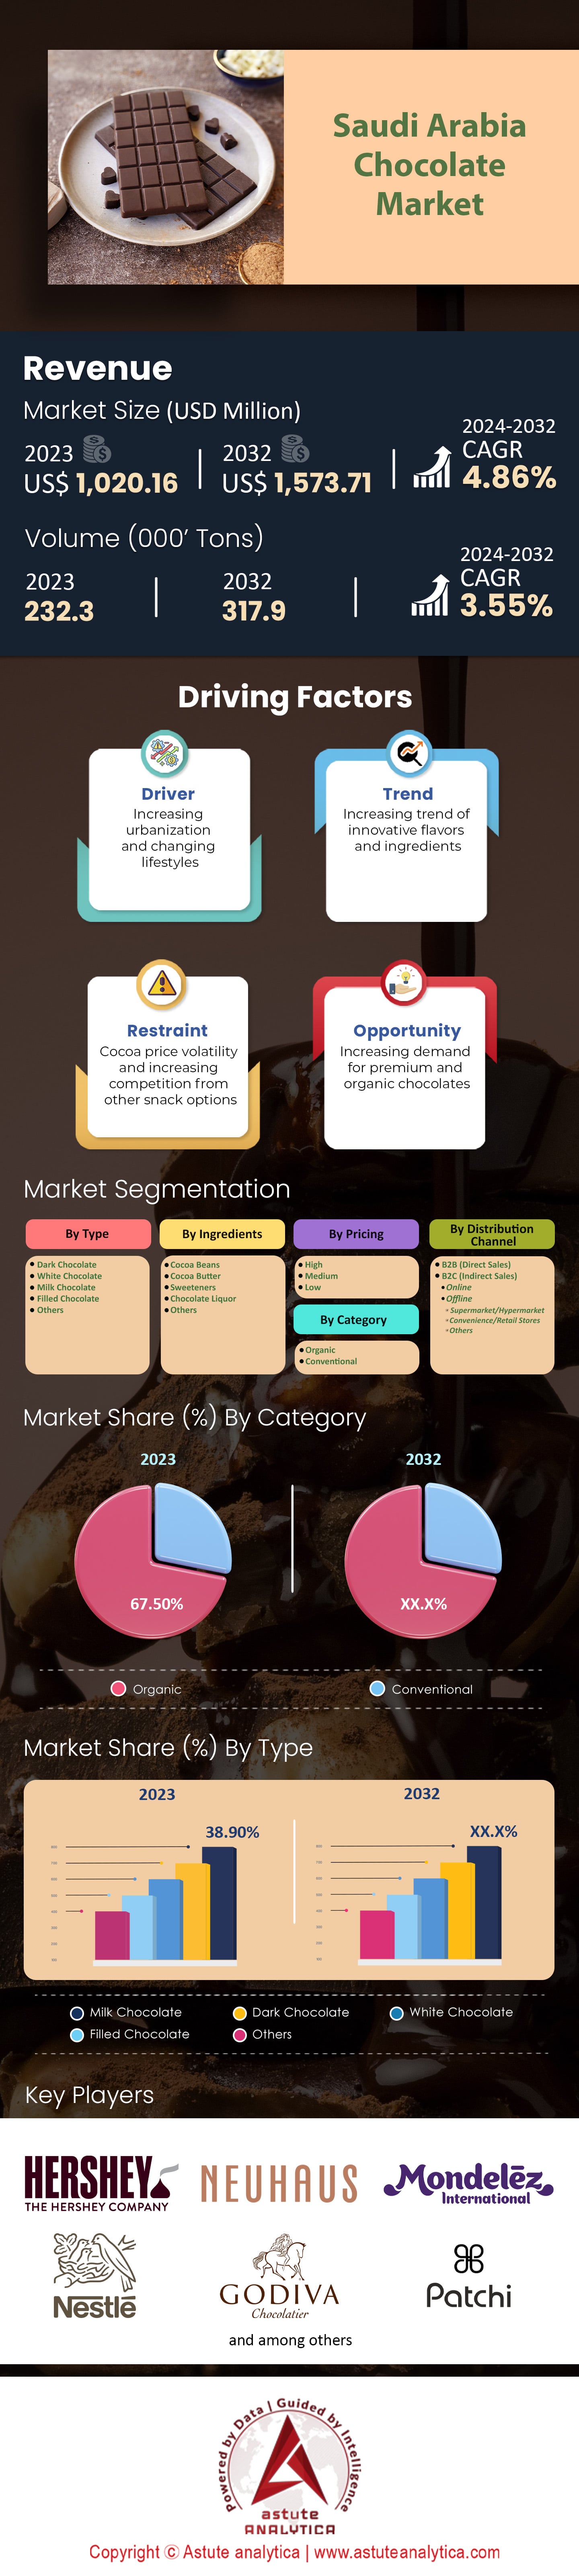 Saudi Arabia
Chocolate
Market
Revenue
Market Size (USD Million)
2023
US$ 1,020.16
2032
US$ 1,573.71
2024-2032
CAGR
4.86%
Volume (000’ Tons)
2023
232.3
2032
317.9
2024-2032
CAGR
3.55%
Driving Factors
Driver
Increasing
urbanization
and changing
lifestyles
Trend
Increasing trend of
innovative flavors
and ingredients
Restraint
Cocoa price volatility
and increasing
competition from
other snack options
Opportunity
Increasing demand
for premium and
organic chocolates
Market Segmentation
By Type
Dark Chocolate
White Chocolate
Milk Chocolate
Filled Chocolate
Others
By Ingredients
Cocoa Beans
Cocoa Butter
Sweeteners
Chocolate Liquor
Others
By Pricing
High
Medium
Low
By Category
Organic
Conventional
By Distribution
Channel
B2B (Direct Sales)
B2C (Indirect Sales)
Online
Offline
Supermarket/Hypermarket
Convenience/Retail Stores
Others
Market Share (%) By Category
2023
67.50%
2032
XX.X%
Organic
Conventional
Market Share (%) By Type
2023
38.90%
2032
XX.X%
Milk Chocolate
Dark Chocolate
White Chocolate
Filled Chocolate
Others
Key Players
HERSHEY
THE HERSHEY COMPANY
NEUHAUS
Mondelēz
International
Nestlé
GODIVA
Chocolatier
Patchi
and among others
Powered by Data | Guided by Intelligence
astute
ANALYTICA
Copyright © Astute analytica | www.astuteanalytica.com